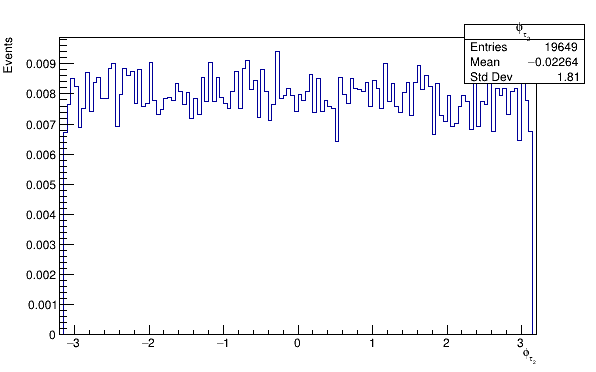 ϕτ2
Events
Entries 19649
Mean −0.02264
Std Dev 1.81
0.009
0.008
0.007
0.006
0.005
0.004
0.003
0.002
0.001
0
−3 −2 −1 0 1 2 3
ϕτ2